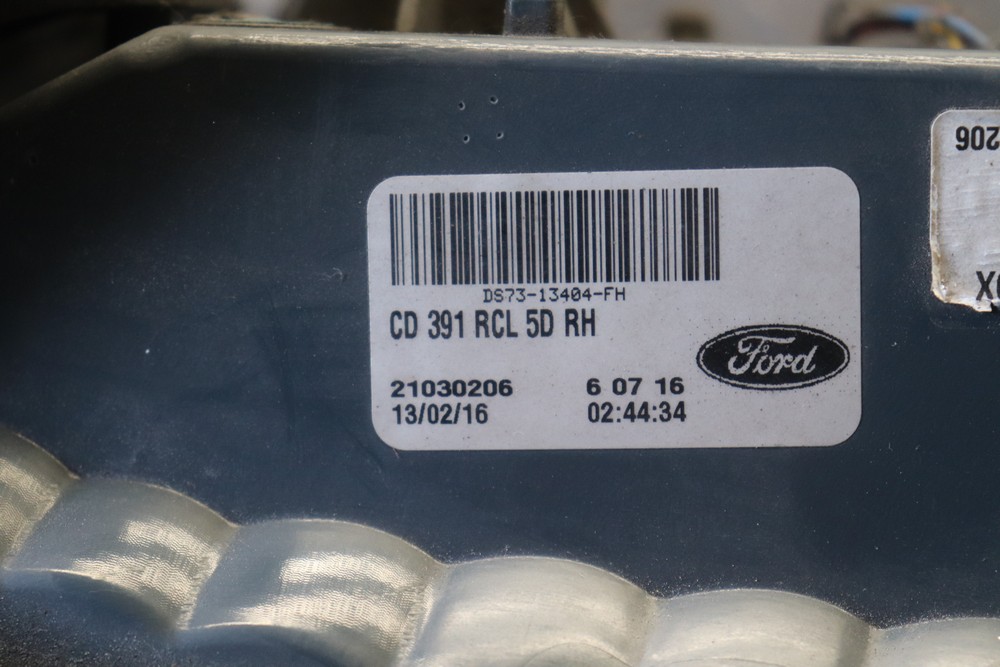 DS73-13404-FH
CD 391 RCL 5D RH
Ford
21030206 6 07 16
13/02/16 02:44:34
206